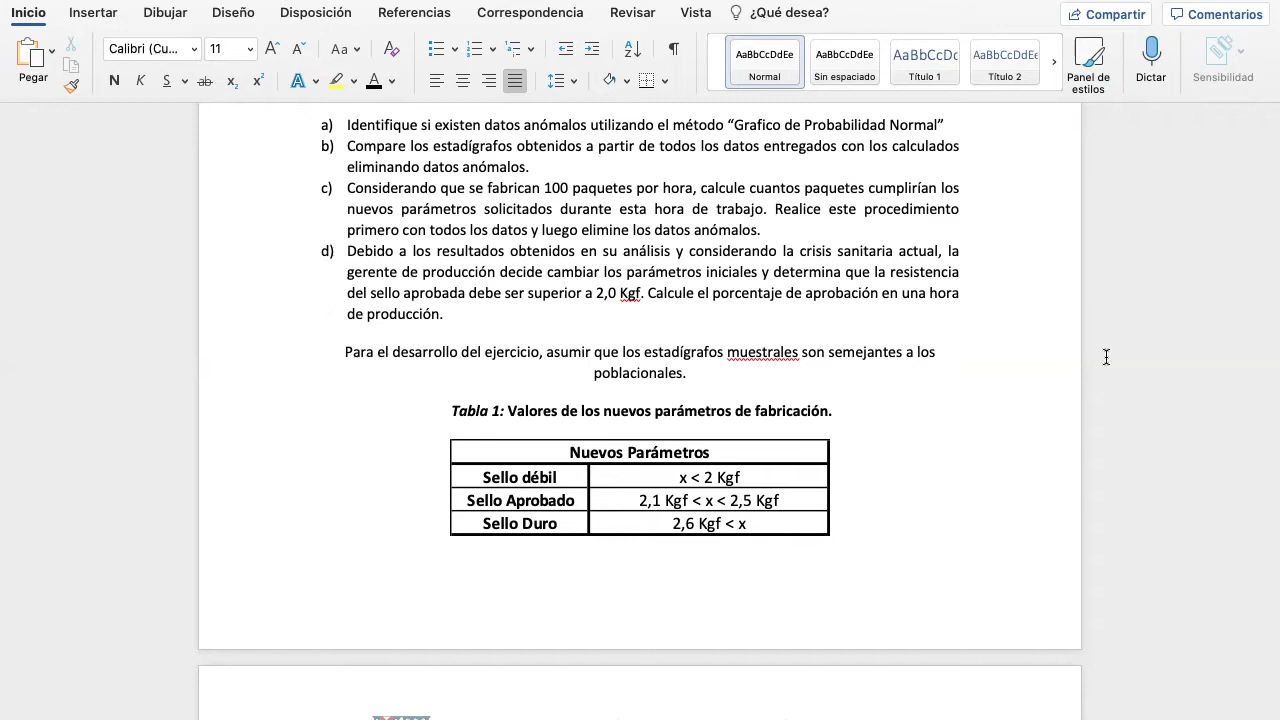 Inicio Insertar Dibujar Diseño Disposición Referencias Correspondencia Revisar Vista ¿Qué desea? Compartir Comentarios
Pegar Calibri (Cu... 11 Aa AaBbCcDdEe AaBbCcDdEe AaBbCcDc AaBbCcDdEe
N K S ab x₂ x² A A Normal Sin espaciado Título 1 Título 2 Panel de estilos Dictar Sensibilidad
a) Identifique si existen datos anómalos utilizando el método “Grafico de Probabilidad Normal”
b) Compare los estadígrafos obtenidos a partir de todos los datos entregados con los calculados
eliminando datos anómalos.
c) Considerando que se fabrican 100 paquetes por hora, calcule cuantos paquetes cumplirían los
nuevos parámetros solicitados durante esta hora de trabajo. Realice este procedimiento
primero con todos los datos y luego elimine los datos anómalos.
d) Debido a los resultados obtenidos en su análisis y considerando la crisis sanitaria actual, la
gerente de producción decide cambiar los parámetros iniciales y determina que la resistencia
del sello aprobada debe ser superior a 2,0 Kgf. Calcule el porcentaje de aprobación en una hora
de producción.
Para el desarrollo del ejercicio, asumir que los estadígrafos muestrales son semejantes a los
poblacionales.
Tabla 1: Valores de los nuevos parámetros de fabricación.
Nuevos Parámetros
Sello débil x < 2 Kgf
Sello Aprobado 2,1 Kgf < x < 2,5 Kgf
Sello Duro 2,6 Kgf < x